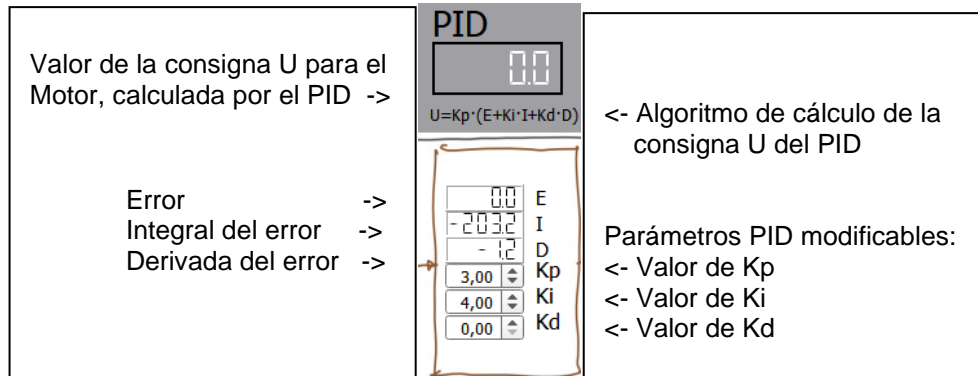 PID
0.0
U=Kp·(E+Ki·I+Kd·D)
Valor de la consigna U para el
Motor, calculada por el PID ->
<- Algoritmo de cálculo de la
consigna U del PID
Error ->
Integral del error ->
Derivada del error ->
0.0 E
-203.2 I
-1.2 D
3,00 Kp
4,00 Ki
0,00 Kd
Parámetros PID modificables:
<- Valor de Kp
<- Valor de Ki
<- Valor de Kd